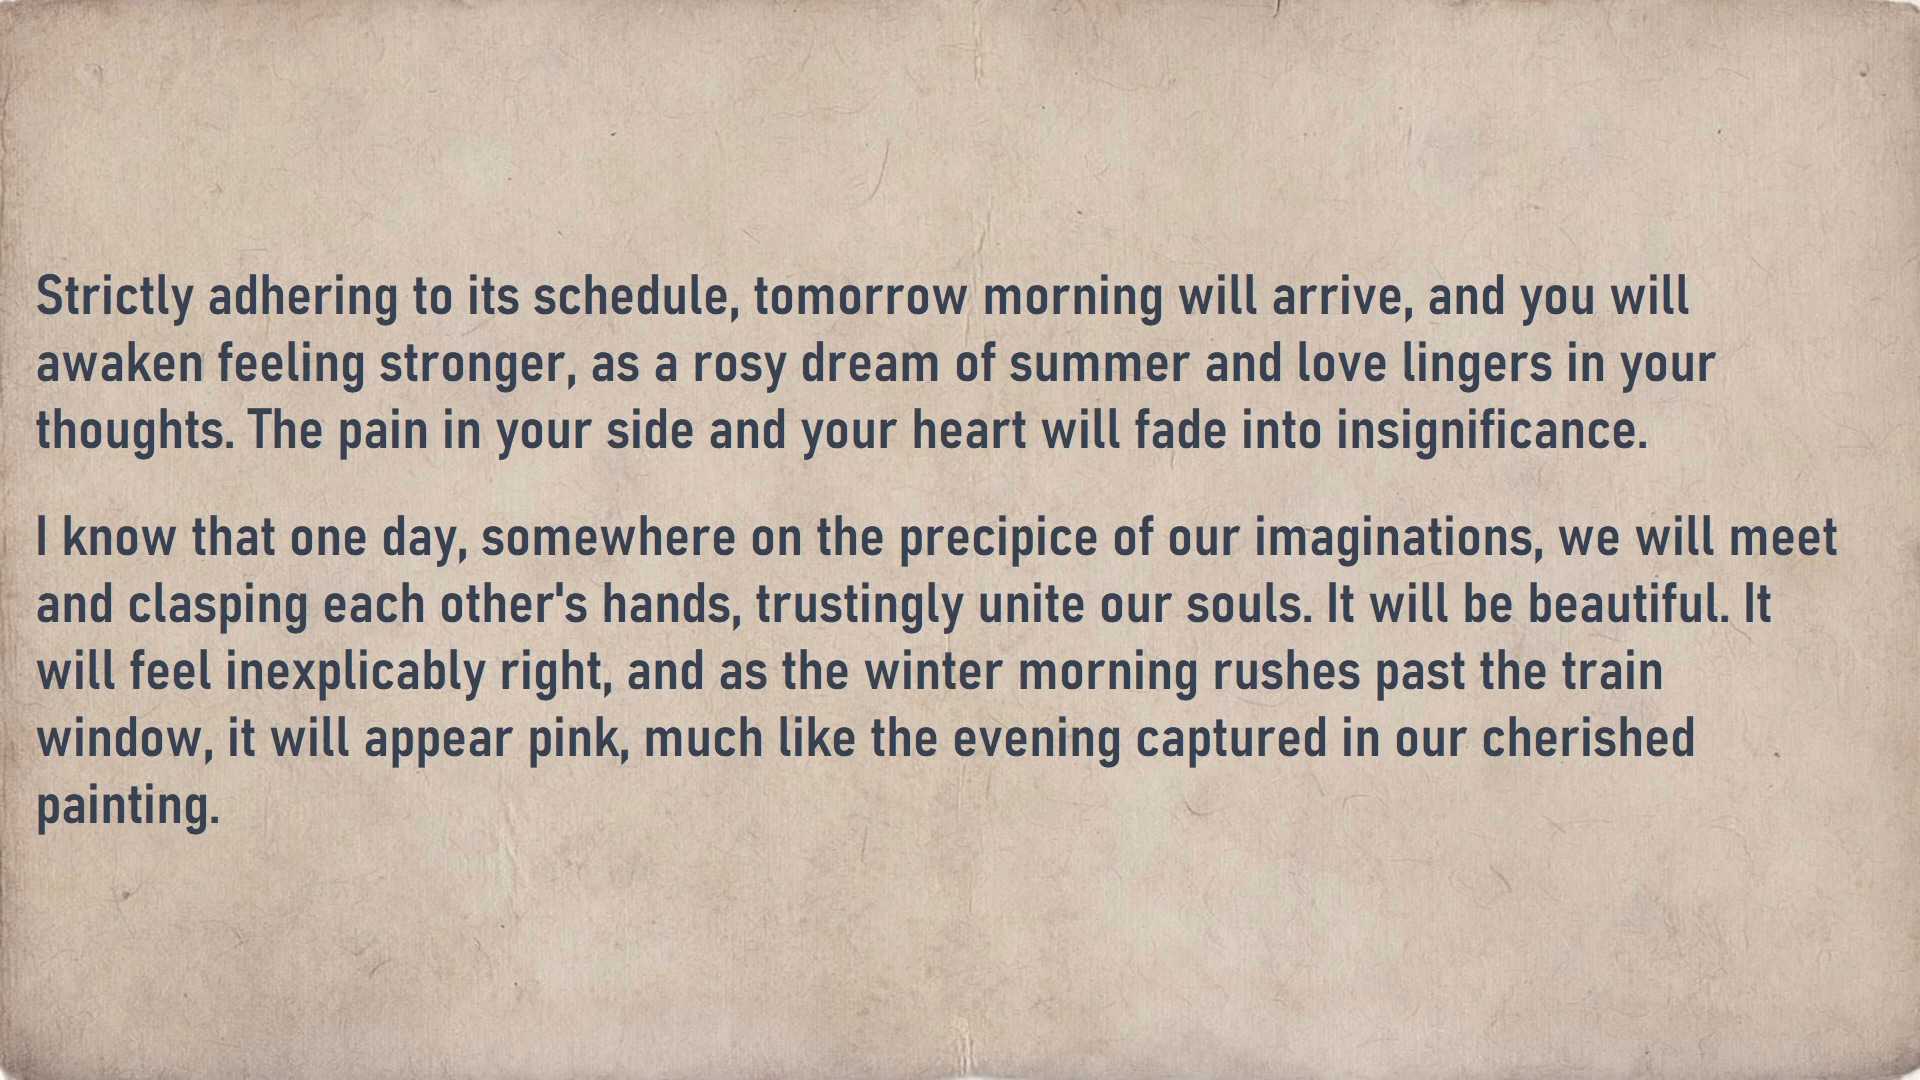 Strictly adhering to its schedule, tomorrow morning will arrive, and you will
awaken feeling stronger, as a rosy dream of summer and love lingers in your
thoughts. The pain in your side and your heart will fade into insignificance.
I know that one day, somewhere on the precipice of our imaginations, we will meet
and clasping each other's hands, trustingly unite our souls. It will be beautiful. It
will feel inexplicably right, and as the winter morning rushes past the train
window, it will appear pink, much like the evening captured in our cherished
painting.